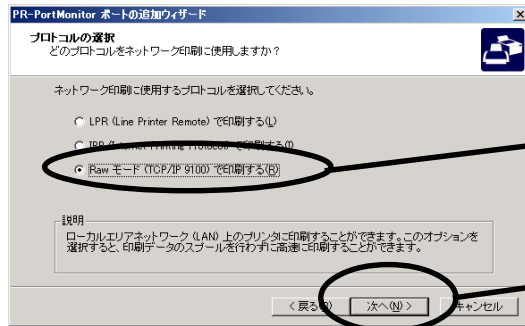 PR-PortMonitor ポートの追加ウィザード
プロトコルの選択
どのプロトコルをネットワーク印刷に使用しますか?
ネットワーク印刷に使用するプロトコルを選択してください。
LPR (Line Printer Remote) で印刷する(L)
IPP (Internet Printing Protocol) で印刷する(I)
Raw モード (TCP/IP 9100) で印刷する(R)
説明
ローカルエリアネットワーク (LAN) 上のプリンタに印刷することができます。このオプションを
選択すると、印刷データのスプールを行わずに高速に印刷することができます。
< 戻る(B) 次へ(N) > キャンセル